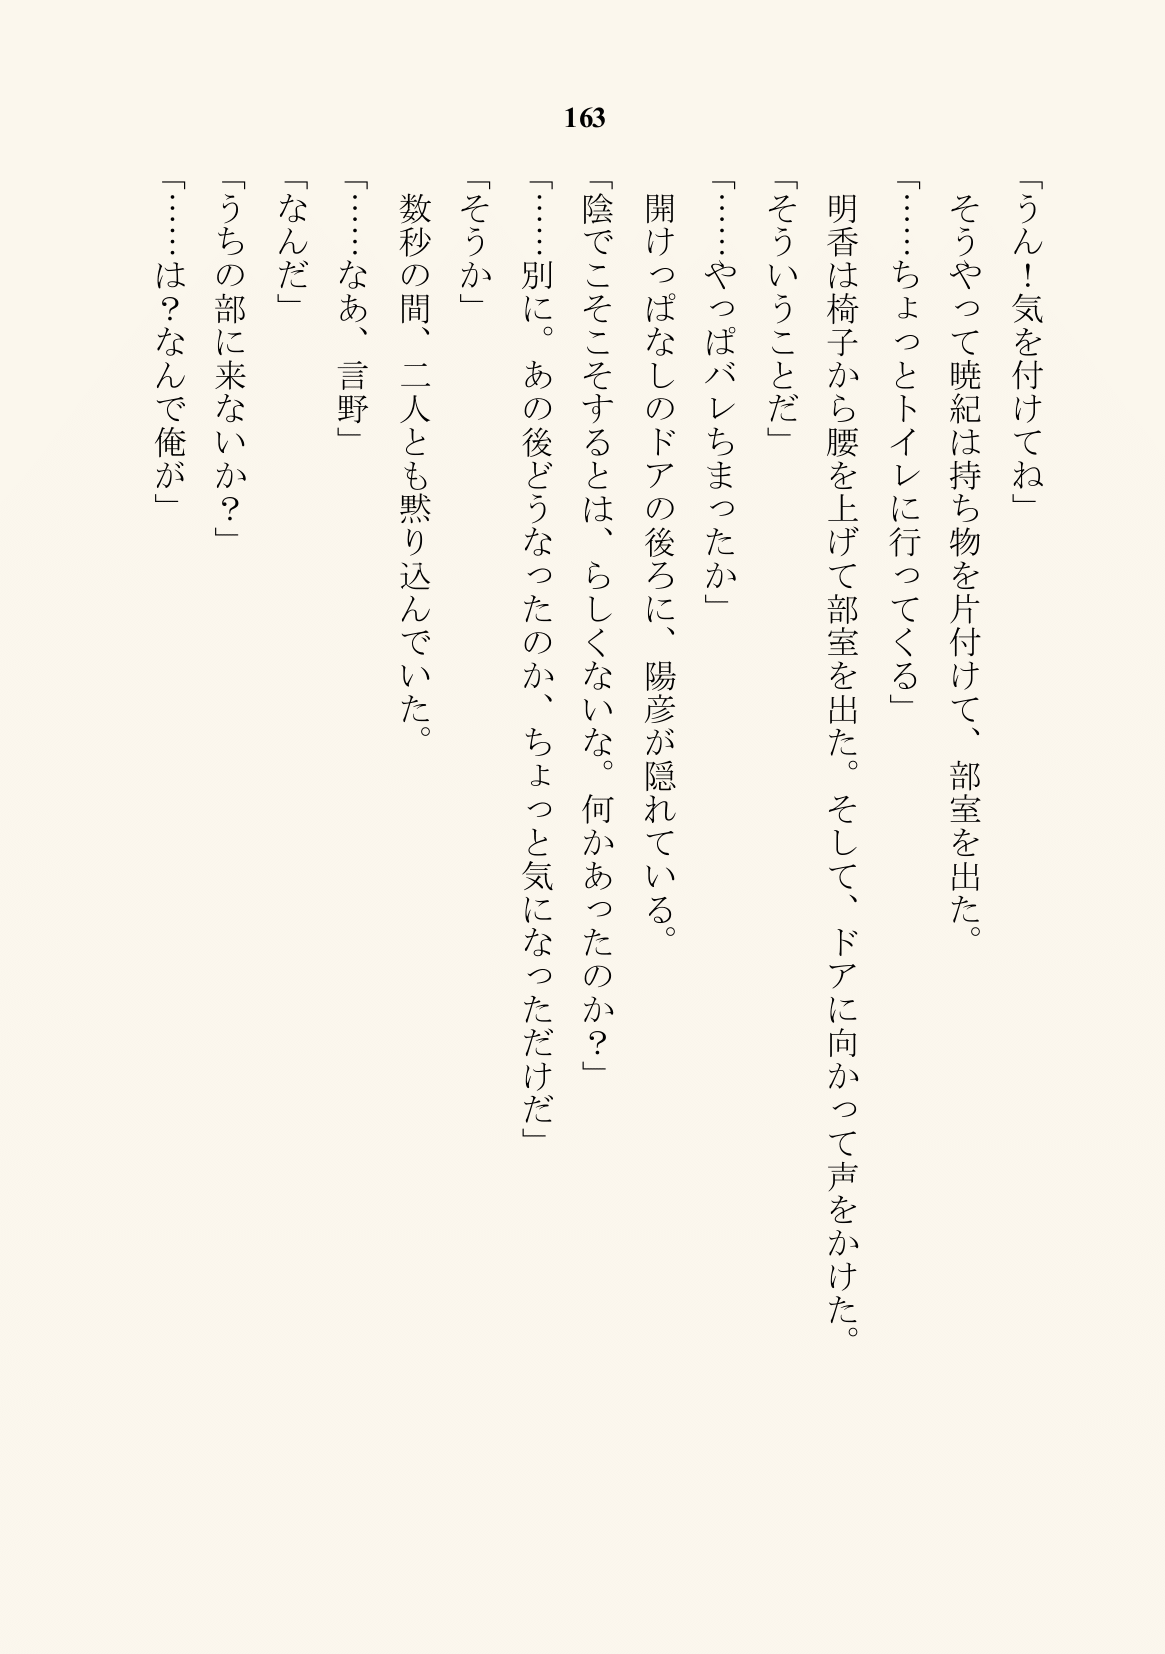 163
「うん！気を付けてね」
　そうやって暁紀は持ち物を片付けて、部室を出た。
「……ちょっとトイレに行ってくる」
　明香は椅子から腰を上げて部室を出た。そして、ドアに向かって声をかけた。
「そういうことだ」
「……やっぱバレちまったか」
　開けっぱなしのドアの後ろに、陽彦が隠れている。
「陰でこそこそするとは、らしくないな。何かあったのか？」
「……別に。あの後どうなったのか、ちょっと気になっただけだ」
「そうか」
　数秒の間、二人とも黙り込んでいた。
「……なあ、言野」
「なんだ」
「うちの部に来ないか？」
「……は？なんで俺が」